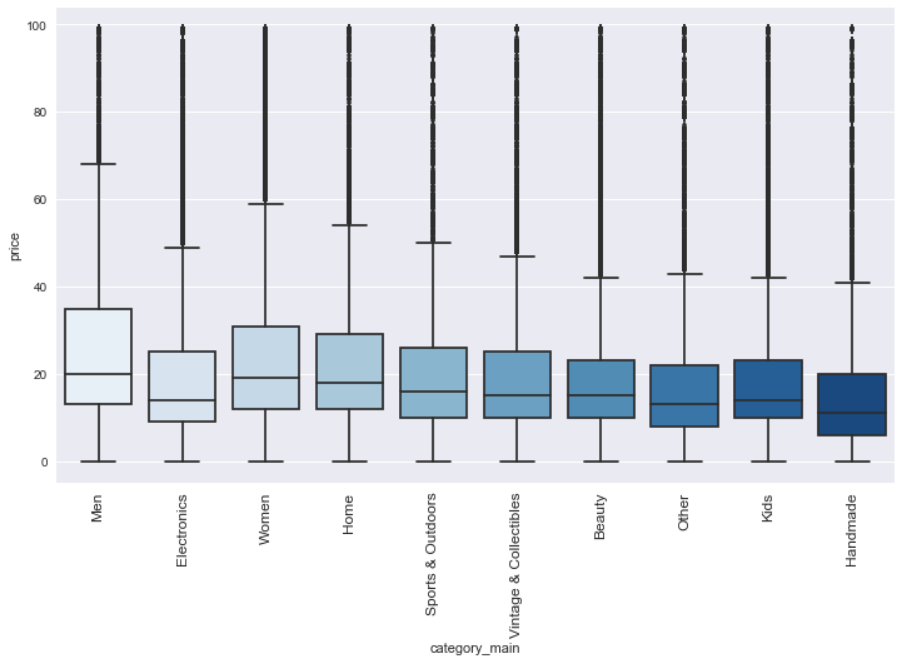 100
80
60
40
20
0
price
Men
Electronics
Women
Home
Sports & Outdoors
Vintage & Collectibles
Beauty
Other
Kids
Handmade
category_main